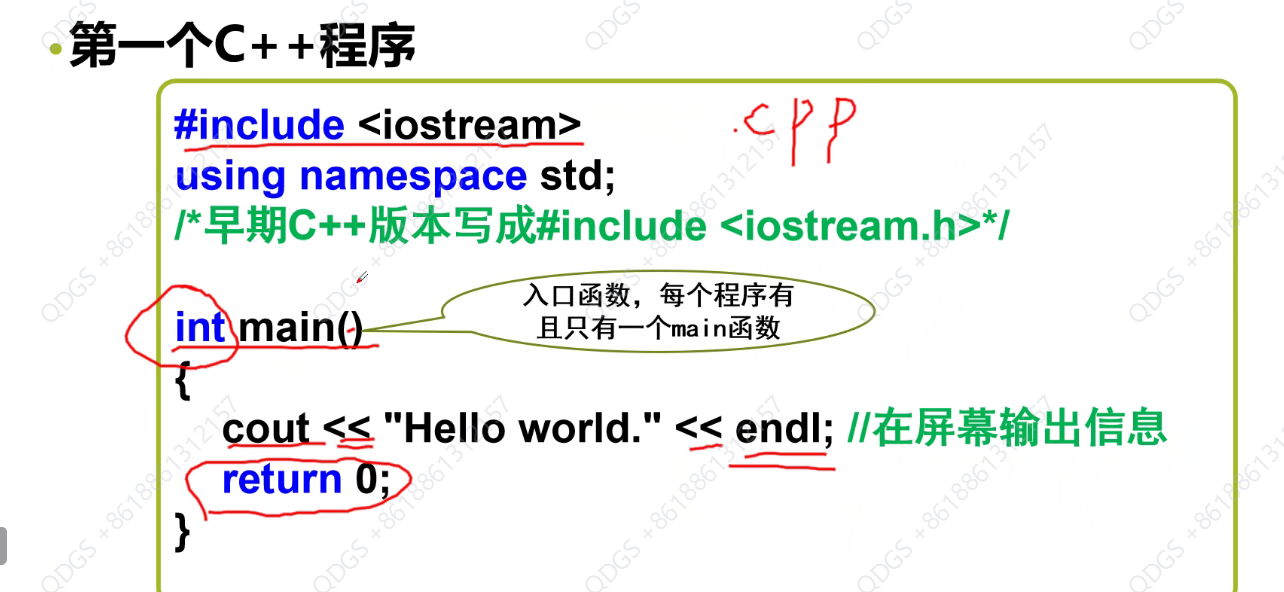 •第一个C++程序
#include <iostream>
.cpp
using namespace std;
/*早期C++版本写成#include <iostream.h>*/
入口函数，每个程序有
且只有一个main函数
int main()
{
cout << "Hello world." << endl; //在屏幕输出信息
return 0;
}
QDGS +8618861312157